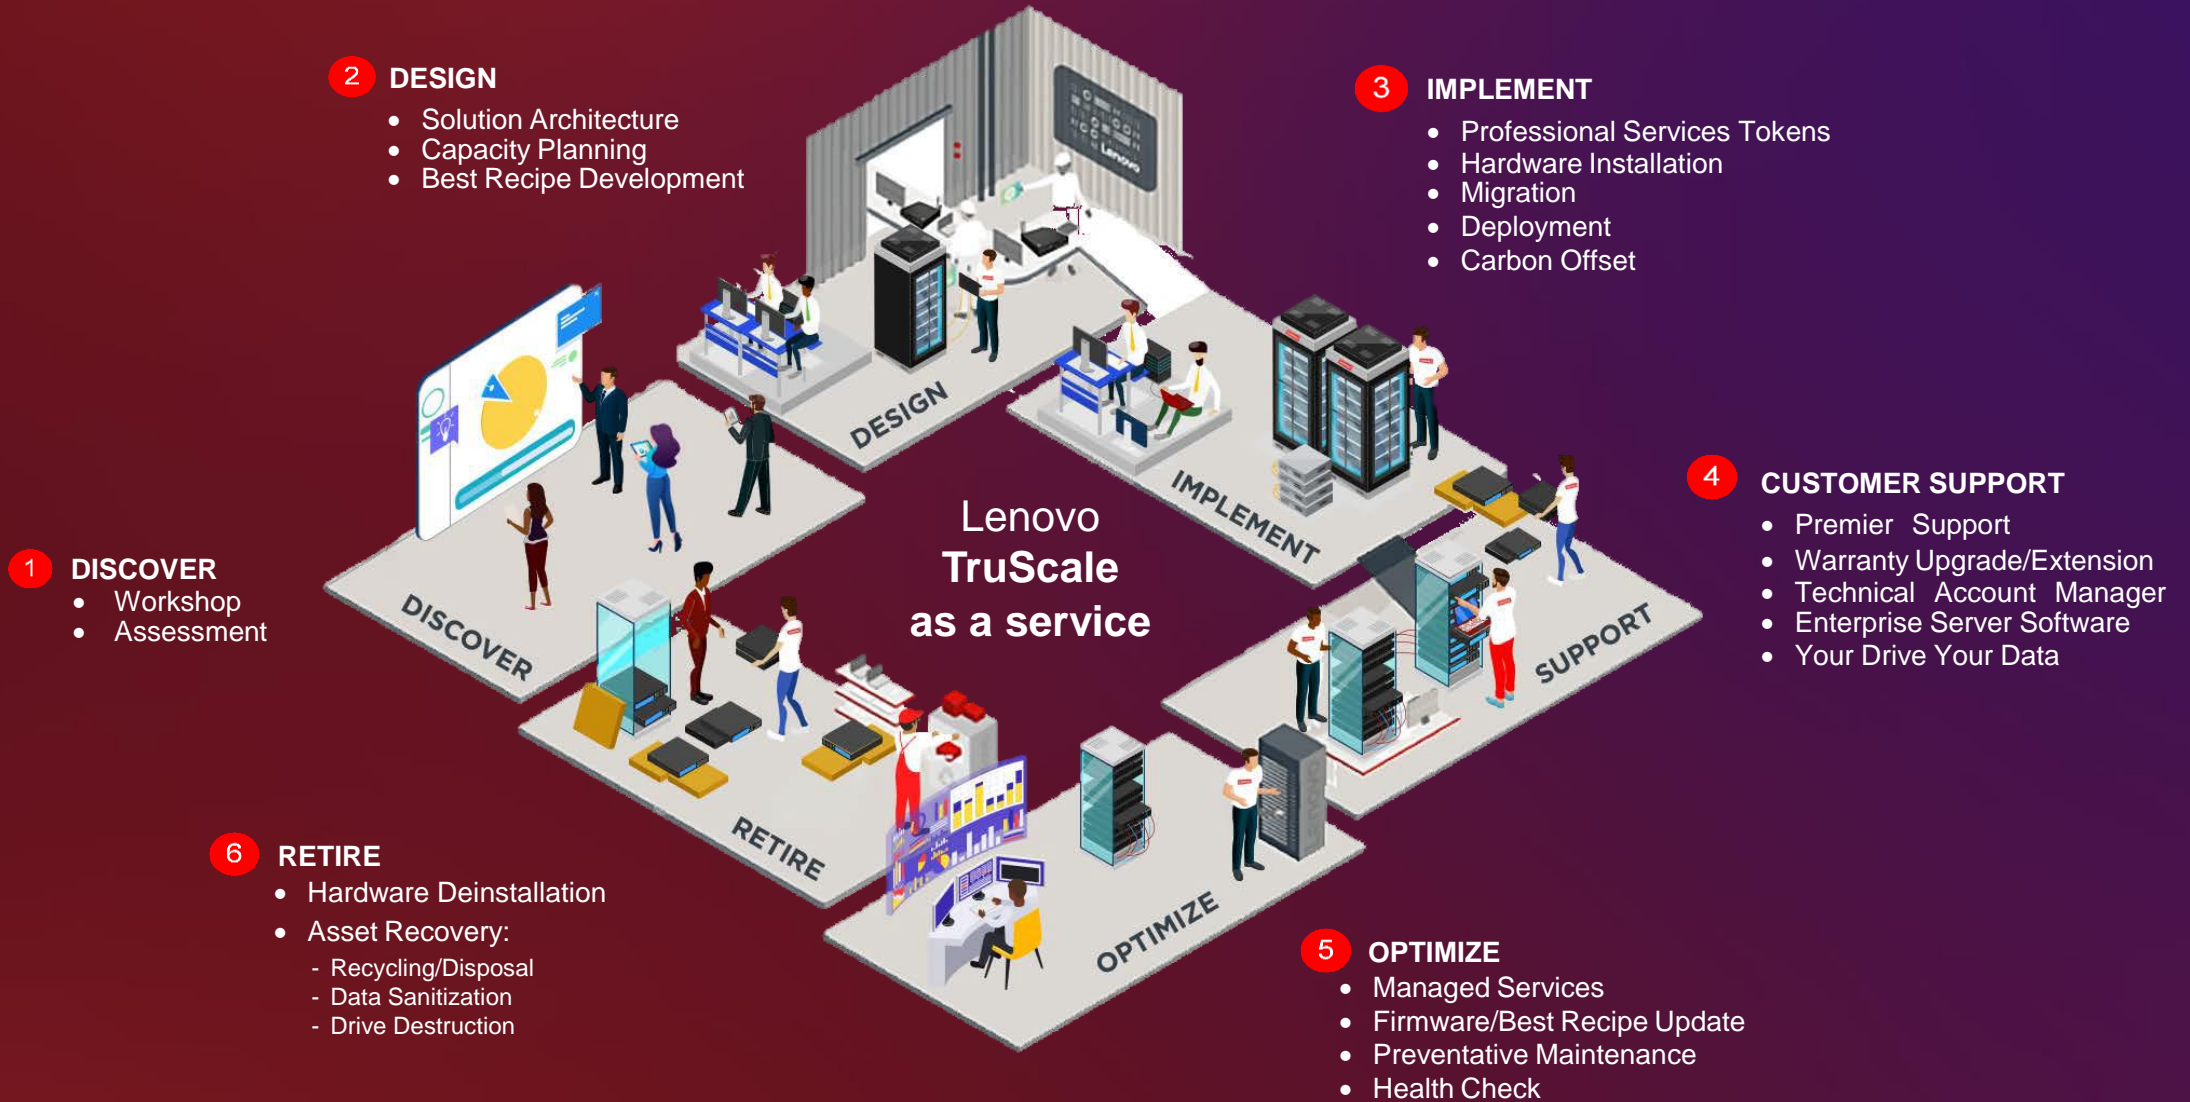 2 DESIGN
• Solution Architecture
• Capacity Planning
• Best Recipe Development
3 IMPLEMENT
• Professional Services Tokens
• Hardware Installation
• Migration
• Deployment
• Carbon Offset
Lenovo
DESIGN
IMPLEMENT
4 CUSTOMER SUPPORT
• Premier Support
• Warranty Upgrade/Extension
• Technical Account Manager
• Enterprise Server Software
• Your Drive Your Data
Lenovo
TruScale
as a service
1 DISCOVER
• Workshop
• Assessment
DISCOVER
SUPPORT
RETIRE
LENOVO
OPTIMIZE
6 RETIRE
• Hardware Deinstallation
• Asset Recovery:
- Recycling/Disposal
- Data Sanitization
- Drive Destruction
5 OPTIMIZE
• Managed Services
• Firmware/Best Recipe Update
• Preventative Maintenance
• Health Check